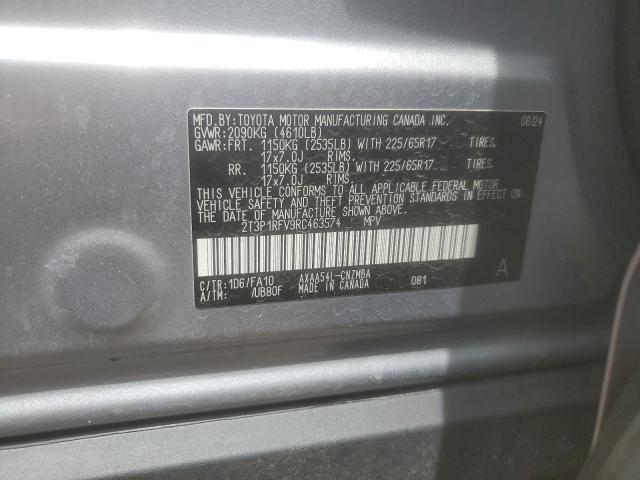 MFD. BY: TOYOTA MOTOR MANUFACTURING CANADA INC. 06/24
GVWR: 2090KG (4610LB)
GAWR: FRT. 1150KG (2535LB) WITH 225/65R17 TIRES.
17x7.0J RIMS.
RR. 1150KG (2535LB) WITH 225/65R17 TIRES.
17x7.0J RIMS.
THIS VEHICLE CONFORMS TO ALL APPLICABLE FEDERAL MOTOR
VEHICLE SAFETY AND THEFT PREVENTION STANDARDS IN EFFECT ON
THE DATE OF MANUFACTURE SHOWN ABOVE.
2T3P1RFV9RC463574 MPV
C/TR: 1D6/FA10 AXAA54L-CNZMBA
A/TM: /UB80F MADE IN CANADA 081 A